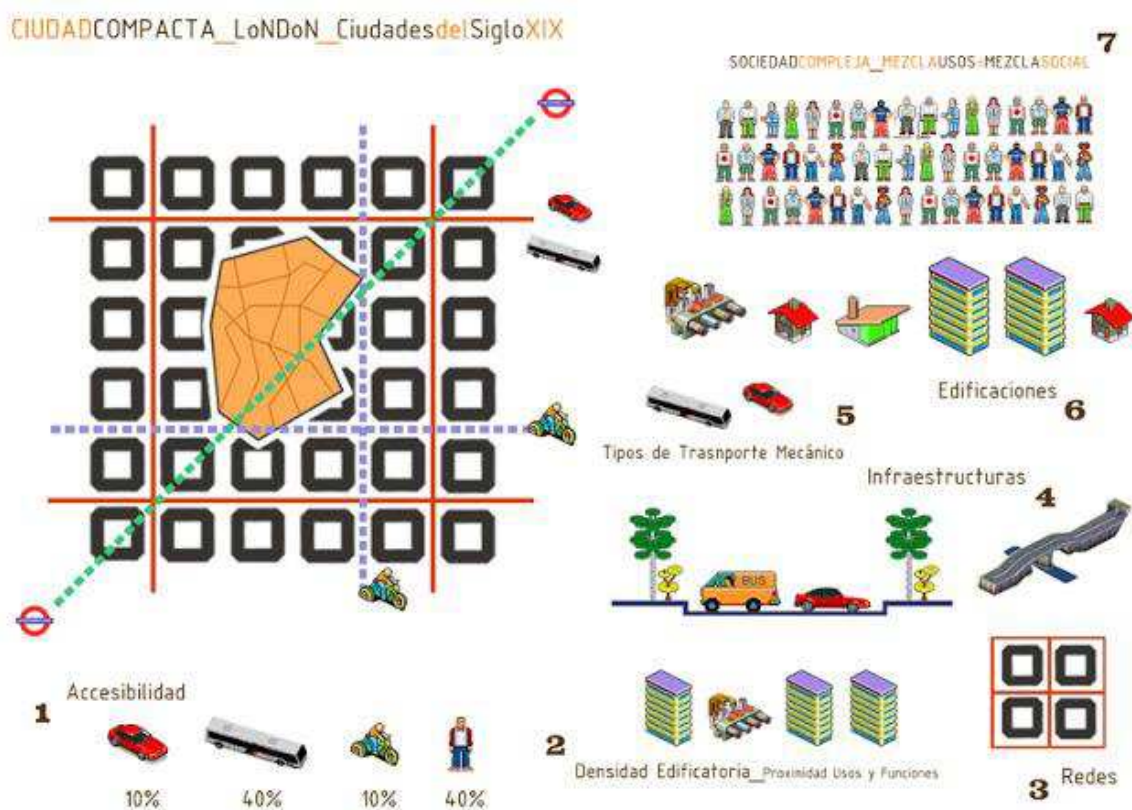 CIUDADCOMPACTA_LoNDoN_CiudadesdelSigloXIX
7
SOCIEDADCOMPLEJA_MEZCLAUSOS=MEZCLASOCIAL
Edificaciones
6
5
Tipos de Trasnporte Mecánico
Infraestructuras
4
BUS
1
Accesibilidad
10%
40%
10%
40%
2
Densidad Edificatoria_Proximidad Usos y Funciones
3
Redes